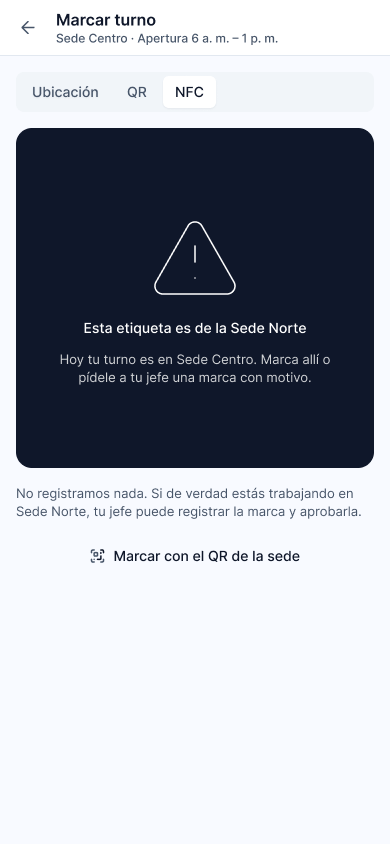 Marcar turno
Sede Centro · Apertura 6 a. m. – 1 p. m.
Ubicación
QR
NFC
Esta etiqueta es de la Sede Norte
Hoy tu turno es en Sede Centro. Marca allí o
pídele a tu jefe una marca con motivo.
No registramos nada. Si de verdad estás trabajando en
Sede Norte, tu jefe puede registrar la marca y aprobarla.
Marcar con el QR de la sede